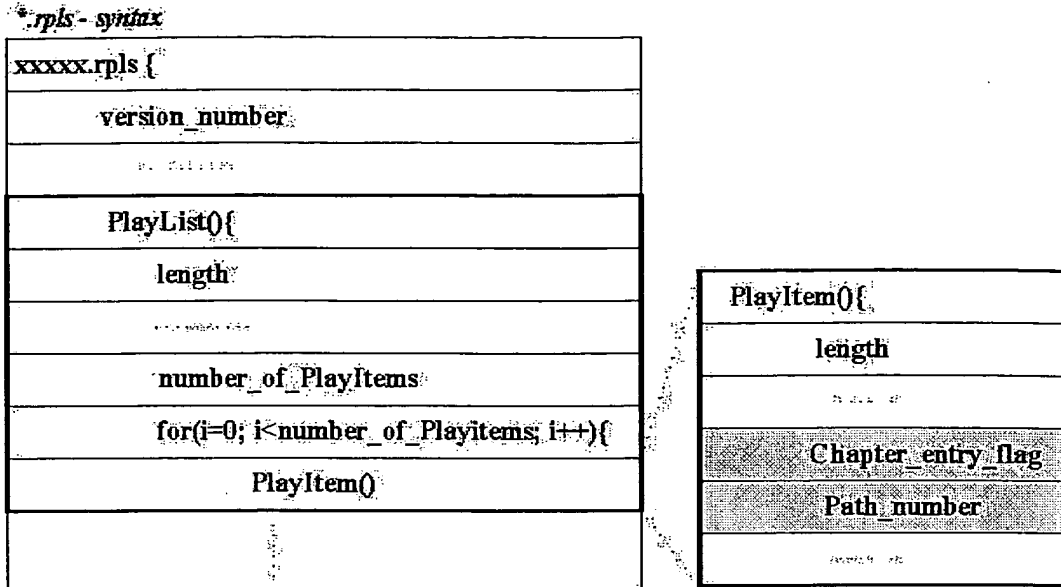 *.rpls - syntax
xxxxx.rpls {
version_number
PlayList(){
length
number_of_PlayItems
for(i=0; i<number_of_Playitems; i++){
PlayItem()
PlayItem(){
length
Chapter_entry_flag
Path_number